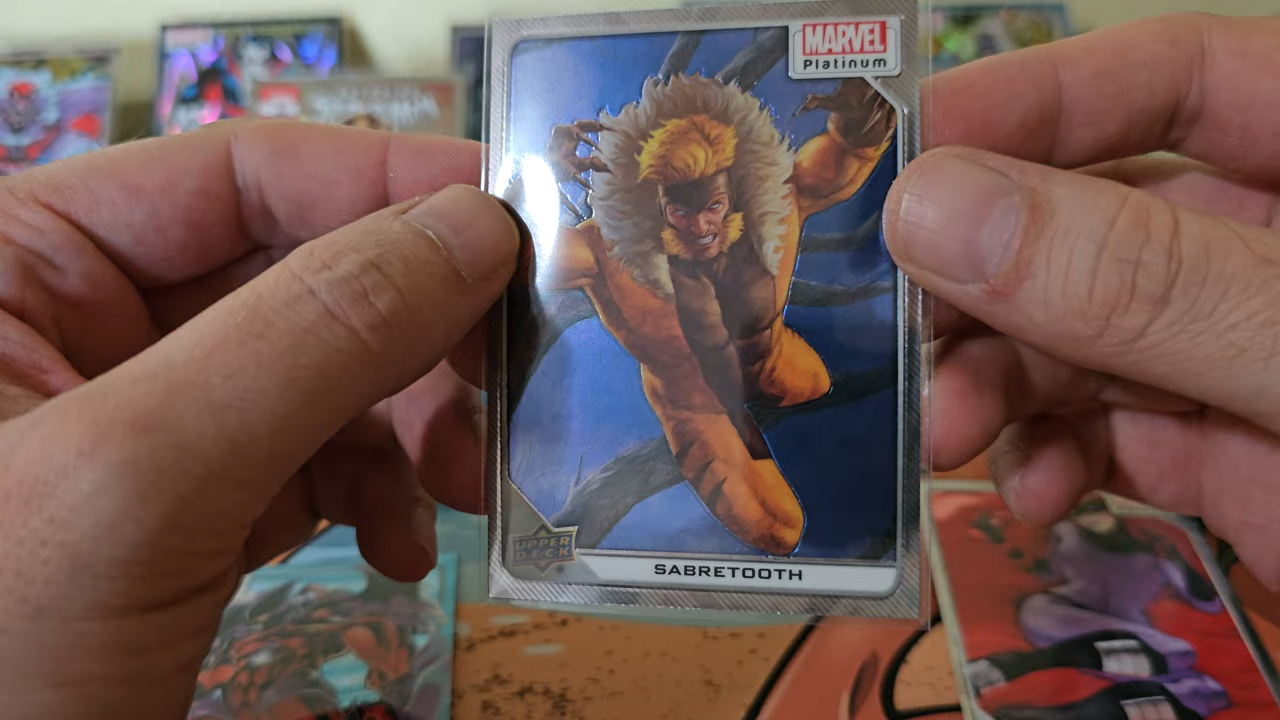 MARVEL
Platinum
UPPER
DECK
SABRETOOTH